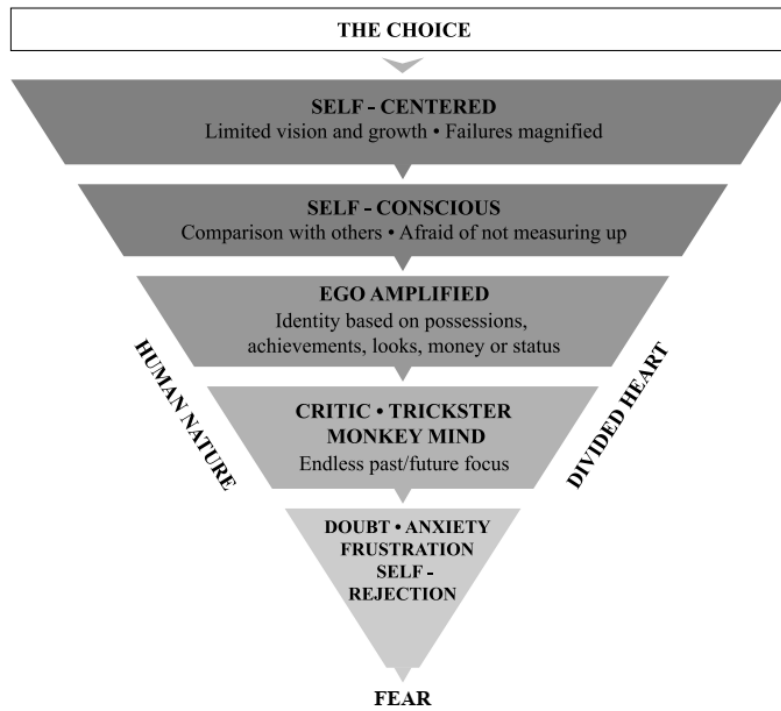 THE CHOICE
SELF - CENTERED
Limited vision and growth • Failures magnified
SELF - CONSCIOUS
Comparison with others • Afraid of not measuring up
EGO AMPLIFIED
Identity based on possessions,
achievements, looks, money or status
HUMAN NATURE
DIVIDED HEART
CRITIC • TRICKSTER
MONKEY MIND
Endless past/future focus
DOUBT • ANXIETY
FRUSTRATION
SELF -
REJECTION
FEAR